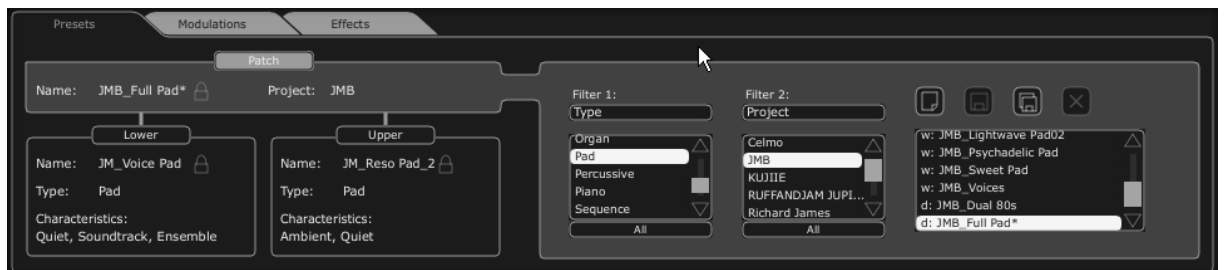 Presets Modulations Effects
Patch
Name: JMB_Full Pad* Project: JMB
Lower
Name: JM_Voice Pad
Type: Pad
Characteristics:
Quiet, Soundtrack, Ensemble
Upper
Name: JM_Reso Pad_2
Type: Pad
Characteristics:
Ambient, Quiet
Filter 1:
Type
Organ
Pad
Percussive
Piano
Sequence
All
Filter 2:
Project
Celmo
JMB
KUJIIE
RUFFANDJAM JUPI...
Richard James
All
w: JMB_Lightwave Pad02
w: JMB_Psychadelic Pad
w: JMB_Sweet Pad
w: JMB_Voices
d: JMB_Dual 80s
d: JMB_Full Pad*